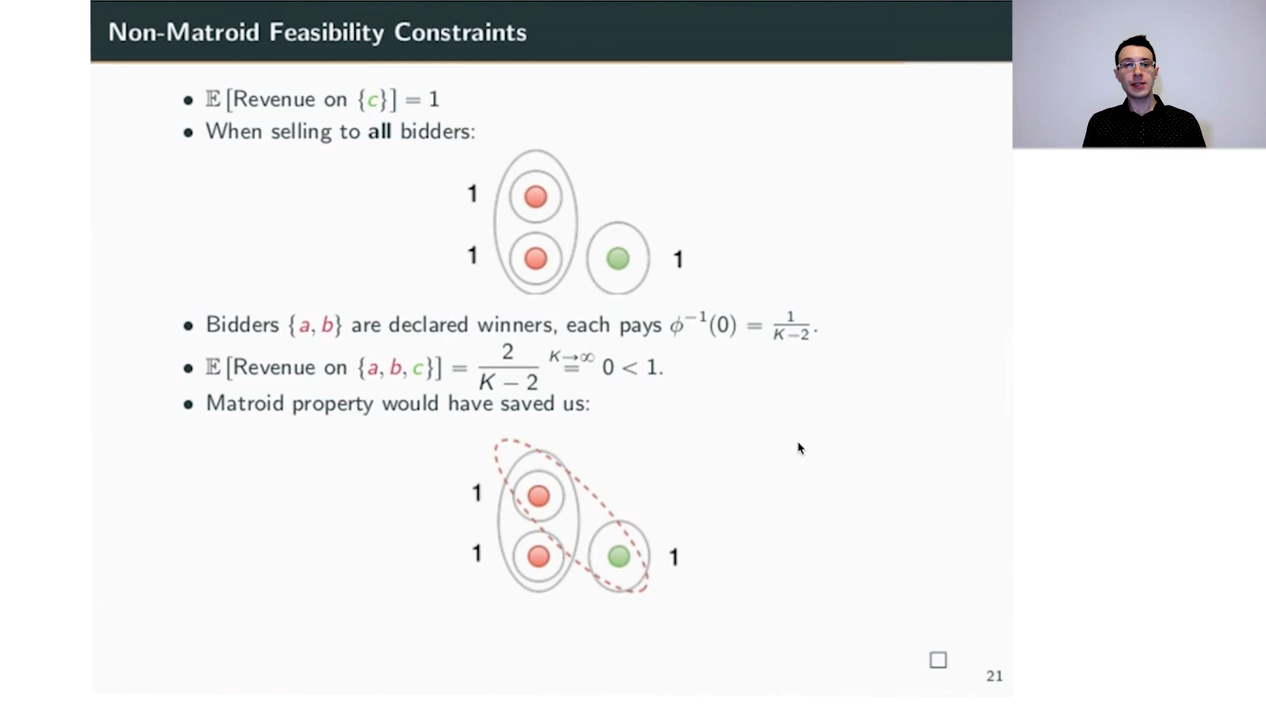 Non-Matroid Feasibility Constraints
• 𝔼 [Revenue on {c}] = 1
• When selling to all bidders:
1
1 1
• Bidders {a, b} are declared winners, each pays ϕ⁻¹(0) = 1/(K−2).
• 𝔼 [Revenue on {a, b, c}] = 2/(K − 2) K→∞ = 0 < 1.
• Matroid property would have saved us:
1
1 1
□
21